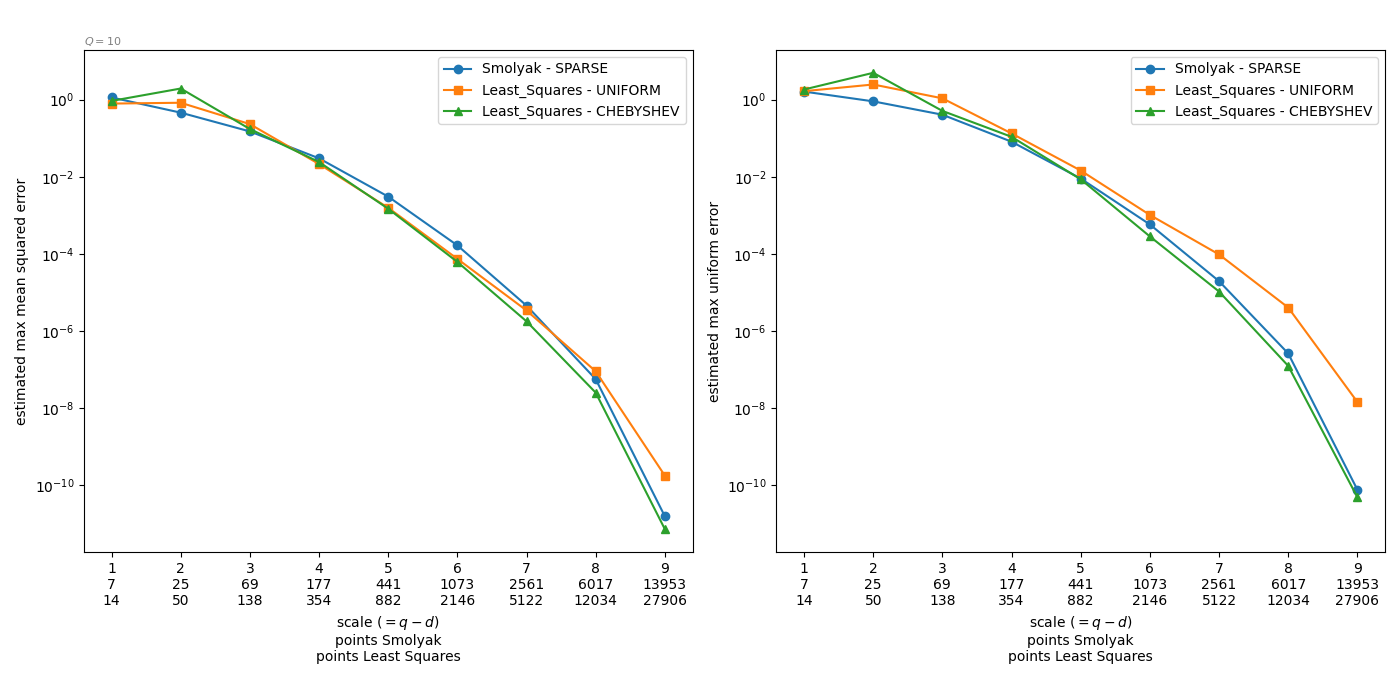 Q = 10
Smolyak - SPARSE
Least_Squares - UNIFORM
Least_Squares - CHEBYSHEV
10^0
10^-2
10^-4
10^-6
10^-8
10^-10
estimated max mean squared error
1 2 3 4 5 6 7 8 9
7 25 69 177 441 1073 2561 6017 13953
14 50 138 354 882 2146 5122 12034 27906
scale (= q − d)
points Smolyak
points Least Squares
Smolyak - SPARSE
Least_Squares - UNIFORM
Least_Squares - CHEBYSHEV
10^0
10^-2
10^-4
10^-6
10^-8
10^-10
estimated max uniform error
1 2 3 4 5 6 7 8 9
7 25 69 177 441 1073 2561 6017 13953
14 50 138 354 882 2146 5122 12034 27906
scale (= q − d)
points Smolyak
points Least Squares